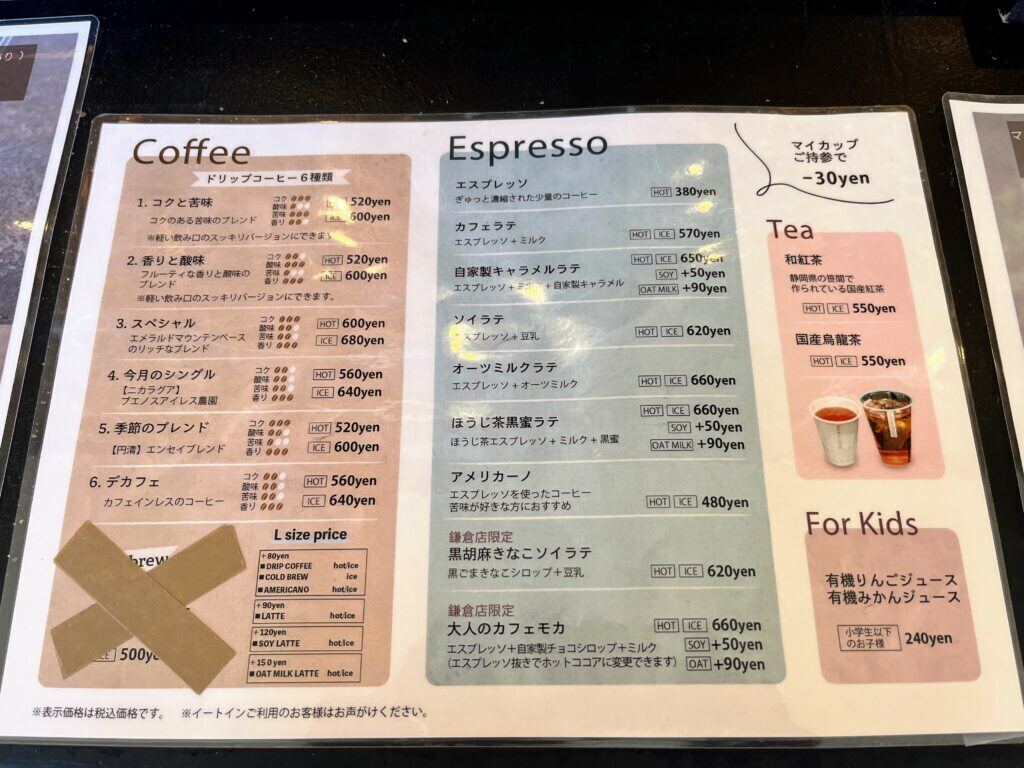 Coffee
ドリップコーヒー6種類
1. コクと苦味
コクのある苦味のブレンド
コク
酸味
苦味
香り
520yen
600yen
※軽い飲み口のスッキリバージョンにできます
2. 香りと酸味
フルーティな香りと酸味の
ブレンド
コク
酸味
苦味
香り
HOT 520yen
ICE 600yen
※軽い飲み口のスッキリバージョンにできます。
3. スペシャル
エメラルドマウンテンベース
のリッチなブレンド
コク
酸味
苦味
香り
HOT 600yen
ICE 680yen
4. 今月のシングル
【ニカラグア】
ブエノスアイレス農園
コク
酸味
苦味
香り
HOT 560yen
ICE 640yen
5. 季節のブレンド
【円清】エンセイブレンド
コク
酸味
苦味
香り
HOT 520yen
ICE 600yen
6. デカフェ
カフェインレスのコーヒー
コク
酸味
苦味
香り
HOT 560yen
ICE 640yen
brew
ICE 500ye
L size price
+80yen
■DRIP COFFEE hot/ice
■COLD BREW ice
■AMERICANO hot/ice
+90yen
■LATTE hot/ice
+120yen
■SOY LATTE hot/ice
+150yen
■OAT MILK LATTE hot/ice
※表示価格は税込価格です。 ※イートインご利用のお客様はお声がけください。
Espresso
エスプレッソ
ぎゅっと濃縮された少量のコーヒー
HOT 380yen
カフェラテ
エスプレッソ+ミルク
HOT ICE 570yen
自家製キャラメルラテ
エスプレッソ+ミルク+自家製キャラメル
HOT ICE 650yen
SOY +50yen
OAT MILK +90yen
ソイラテ
エスプレッソ+豆乳
HOT ICE 620yen
オーツミルクラテ
エスプレッソ+オーツミルク
HOT ICE 660yen
ほうじ茶黒蜜ラテ
ほうじ茶エスプレッソ+ミルク+黒蜜
HOT ICE 660yen
SOY +50yen
OAT MILK +90yen
アメリカーノ
エスプレッソを使ったコーヒー
苦味が好きな方におすすめ
HOT ICE 480yen
鎌倉店限定
黒胡麻きなこソイラテ
黒ごまきなこシロップ+豆乳
HOT ICE 620yen
鎌倉店限定
大人のカフェモカ
エスプレッソ+自家製チョコシロップ+ミルク
(エスプレッソ抜きでホットココアに変更できます)
HOT ICE 660yen
SOY +50yen
OAT +90yen
マイカップ
ご持参で
-30yen
Tea
和紅茶
静岡県の笹間で
作られている国産紅茶
HOT ICE 550yen
国産烏龍茶
HOT ICE 550yen
For Kids
有機りんごジュース
有機みかんジュース
小学生以下
のお子様
240yen
マ